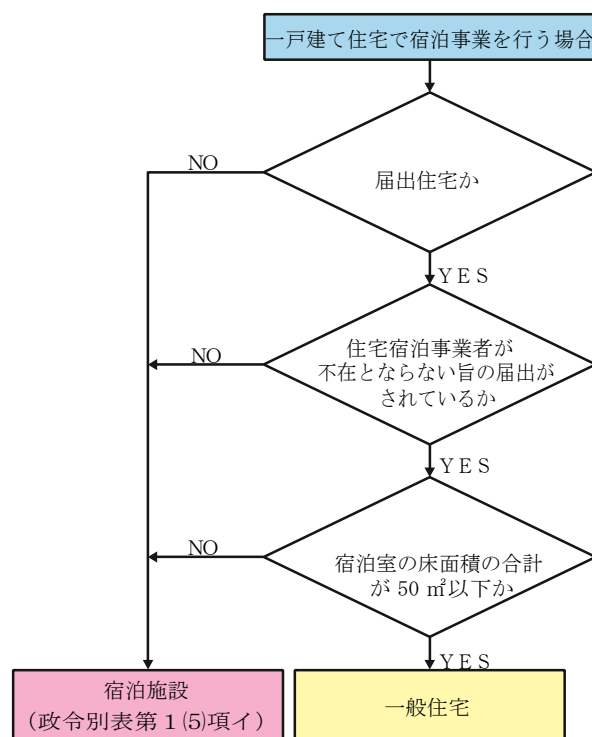 一戸建て住宅で宿泊事業を行う場合
NO
届出住宅か
YES
NO
住宅宿泊事業者が
不在とならない旨の届出が
されているか
YES
NO
宿泊室の床面積の合計
が 50 ㎡以下か
YES
宿泊施設
（政令別表第１⑸項イ）
一般住宅